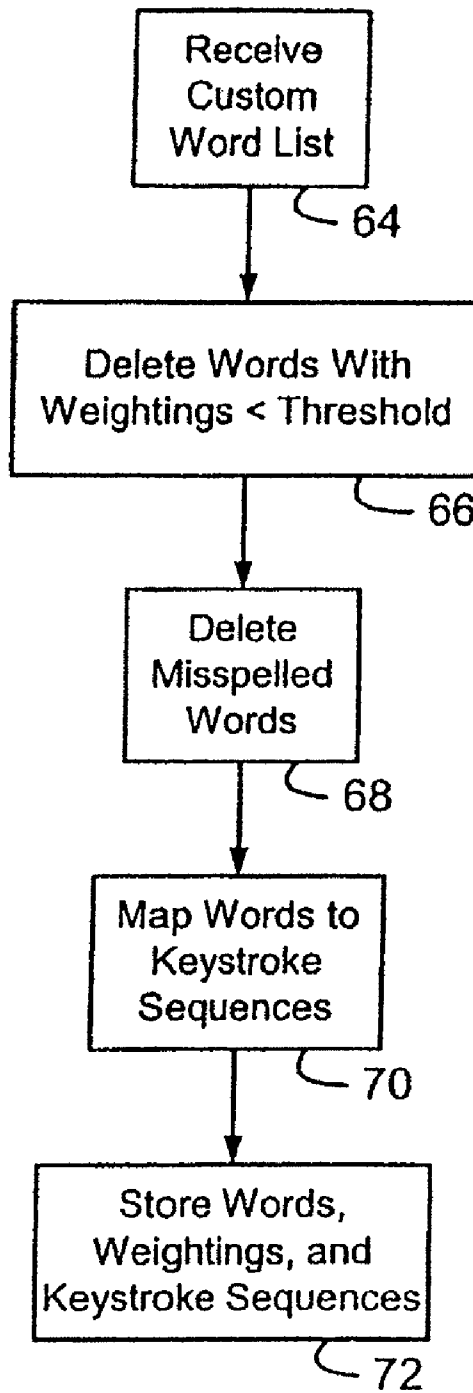 Receive
Custom
Word List
64
Delete Words With
Weightings < Threshold
66
Delete
Misspelled
Words
68
Map Words to
Keystroke
Sequences
70
Store Words,
Weightings, and
Keystroke Sequences
72